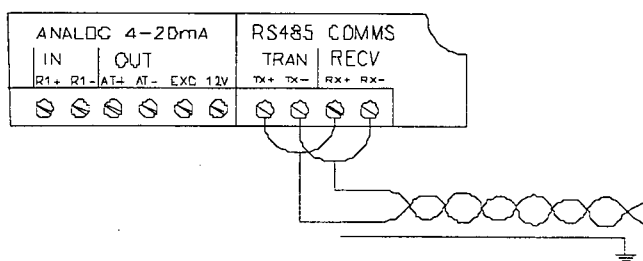 ANALOG 4-20mA RS485 COMMS
IN OUT TRAN RECV
R1+ R1- AT+ AT- EXC 12V TX+ TX- RX+ RX-